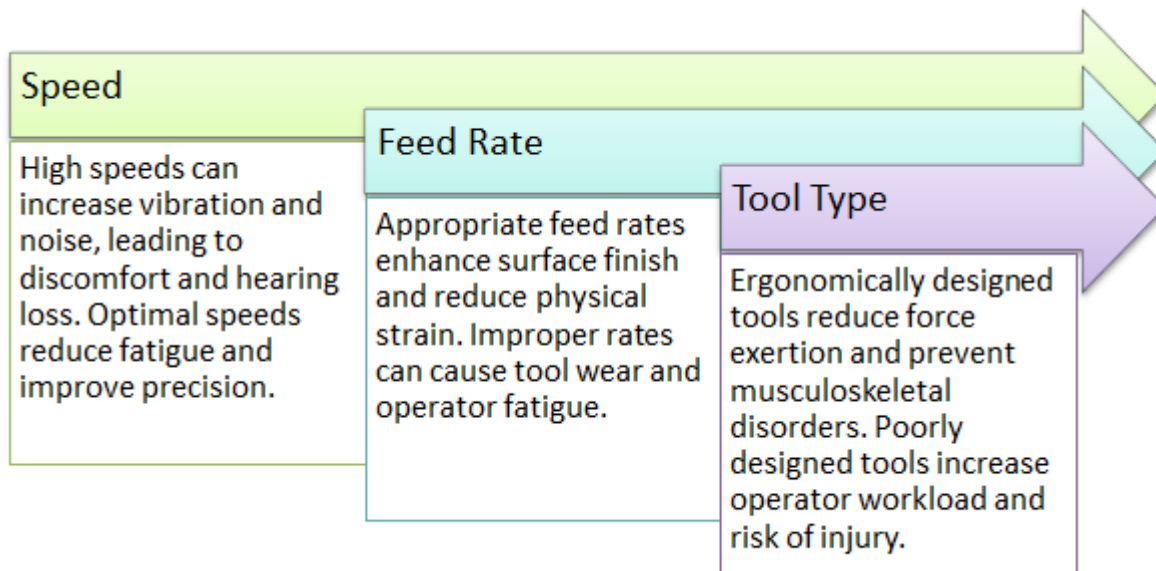 Speed
High speeds can
increase vibration and
noise, leading to
discomfort and hearing
loss. Optimal speeds
reduce fatigue and
improve precision.
Feed Rate
Appropriate feed rates
enhance surface finish
and reduce physical
strain. Improper rates
can cause tool wear and
operator fatigue.
Tool Type
Ergonomically designed
tools reduce force
exertion and prevent
musculoskeletal
disorders. Poorly
designed tools increase
operator workload and
risk of injury.